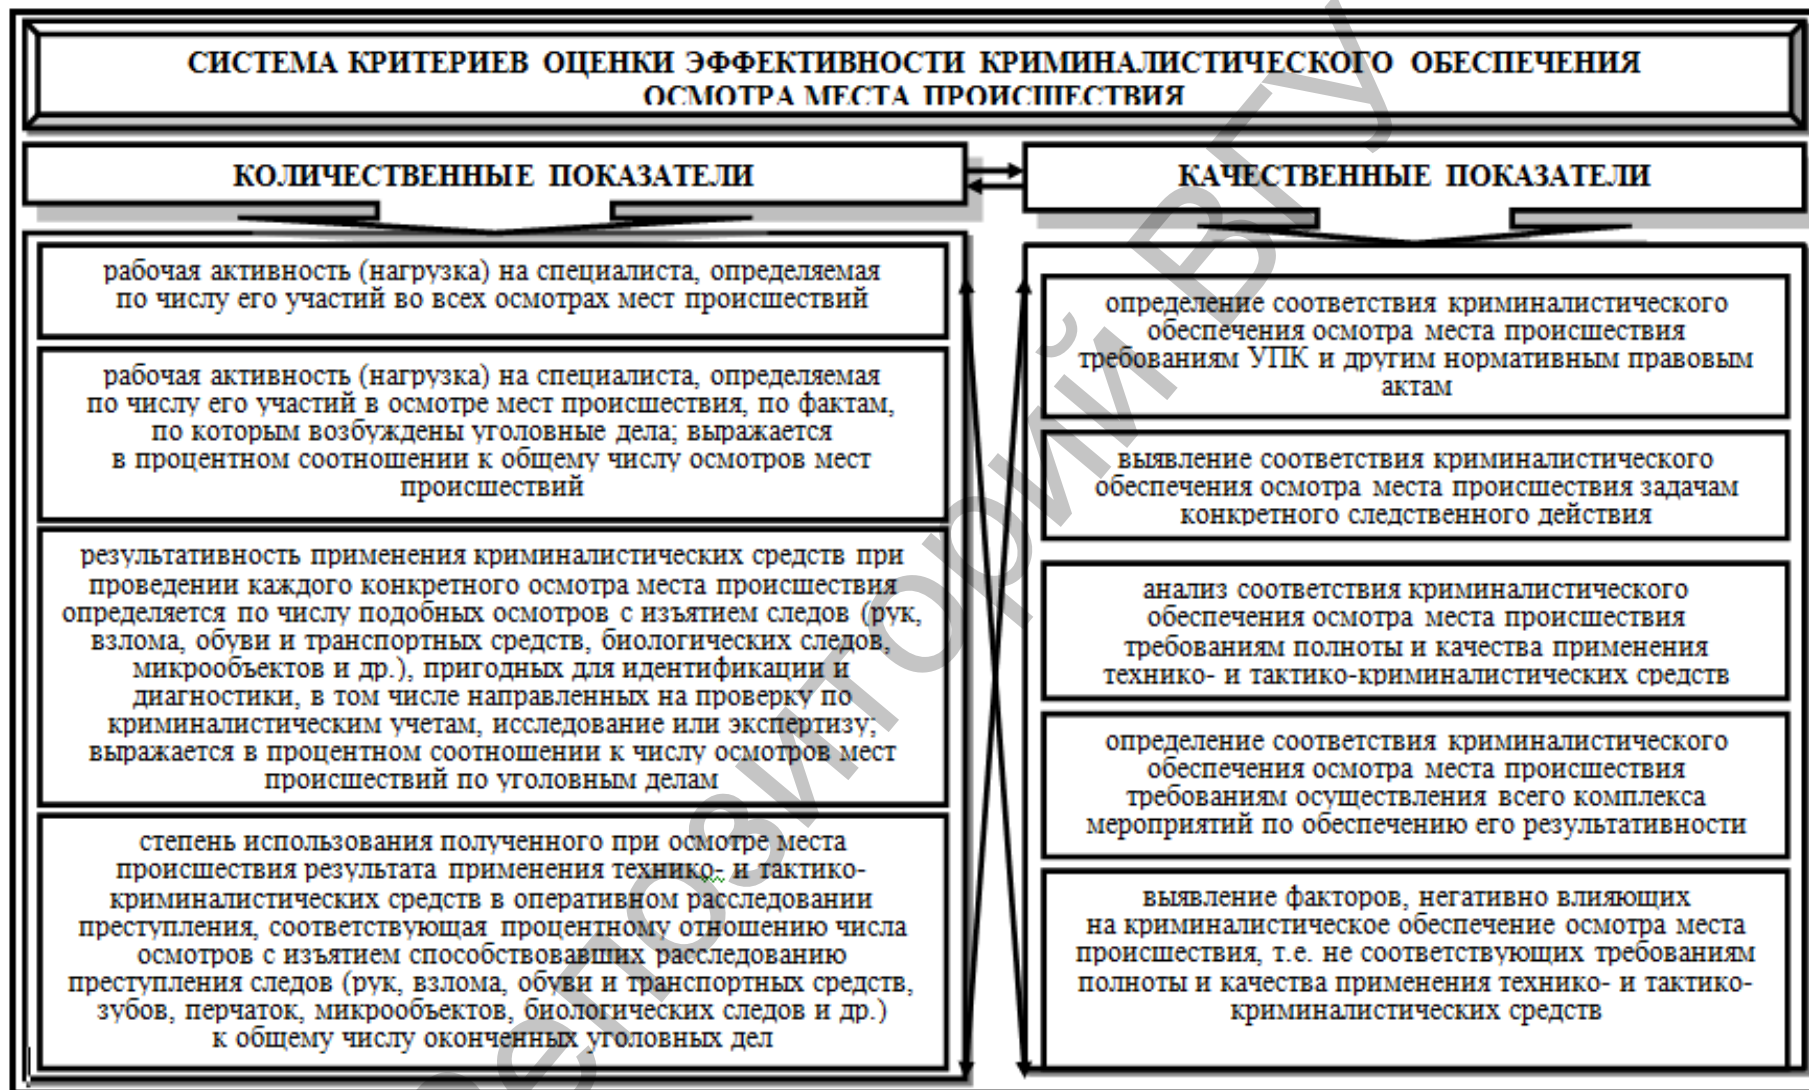 СИСТЕМА КРИТЕРИЕВ ОЦЕНКИ ЭФФЕКТИВНОСТИ КРИМИНАЛИСТИЧЕСКОГО ОБЕСПЕЧЕНИЯ
ОСМОТРА МЕСТА ПРОИСШЕСТВИЯ
КОЛИЧЕСТВЕННЫЕ ПОКАЗАТЕЛИ
рабочая активность (нагрузка) на специалиста, определяемая
по числу его участий во всех осмотрах мест происшествий
рабочая активность (нагрузка) на специалиста, определяемая
по числу его участий в осмотре мест происшествия, по фактам,
по которым возбуждены уголовные дела; выражается
в процентном соотношении к общему числу осмотров мест
происшествий
результативность применения криминалистических средств при
проведении каждого конкретного осмотра места происшествия
определяется по числу подобных осмотров с изъятием следов (рук,
взлома, обуви и транспортных средств, биологических следов,
микрообъектов и др.), пригодных для идентификации и
диагностики, в том числе направленных на проверку по
криминалистическим учетам, исследование или экспертизу;
выражается в процентном соотношении к числу осмотров мест
происшествий по уголовным делам
степень использования полученного при осмотре места
происшествия результата применения технико- и тактико-
криминалистических средств в оперативном расследовании
преступления, соответствующая процентному отношению числа
осмотров с изъятием способствовавших расследованию
преступления следов (рук, взлома, обуви и транспортных средств,
зубов, перчаток, микрообъектов, биологических следов и др.)
к общему числу оконченных уголовных дел
КАЧЕСТВЕННЫЕ ПОКАЗАТЕЛИ
определение соответствия криминалистического
обеспечения осмотра места происшествия
требованиям УПК и другим нормативным правовым
актам
выявление соответствия криминалистического
обеспечения осмотра места происшествия задачам
конкретного следственного действия
анализ соответствия криминалистического
обеспечения осмотра места происшествия
требованиям полноты и качества применения
технико- и тактико-криминалистических средств
определение соответствия криминалистического
обеспечения осмотра места происшествия
требованиям осуществления всего комплекса
мероприятий по обеспечению его результативности
выявление факторов, негативно влияющих
на криминалистическое обеспечение осмотра места
происшествия, т.е. не соответствующих требованиям
полноты и качества применения технико- и тактико-
криминалистических средств
епозиторий ВГУ